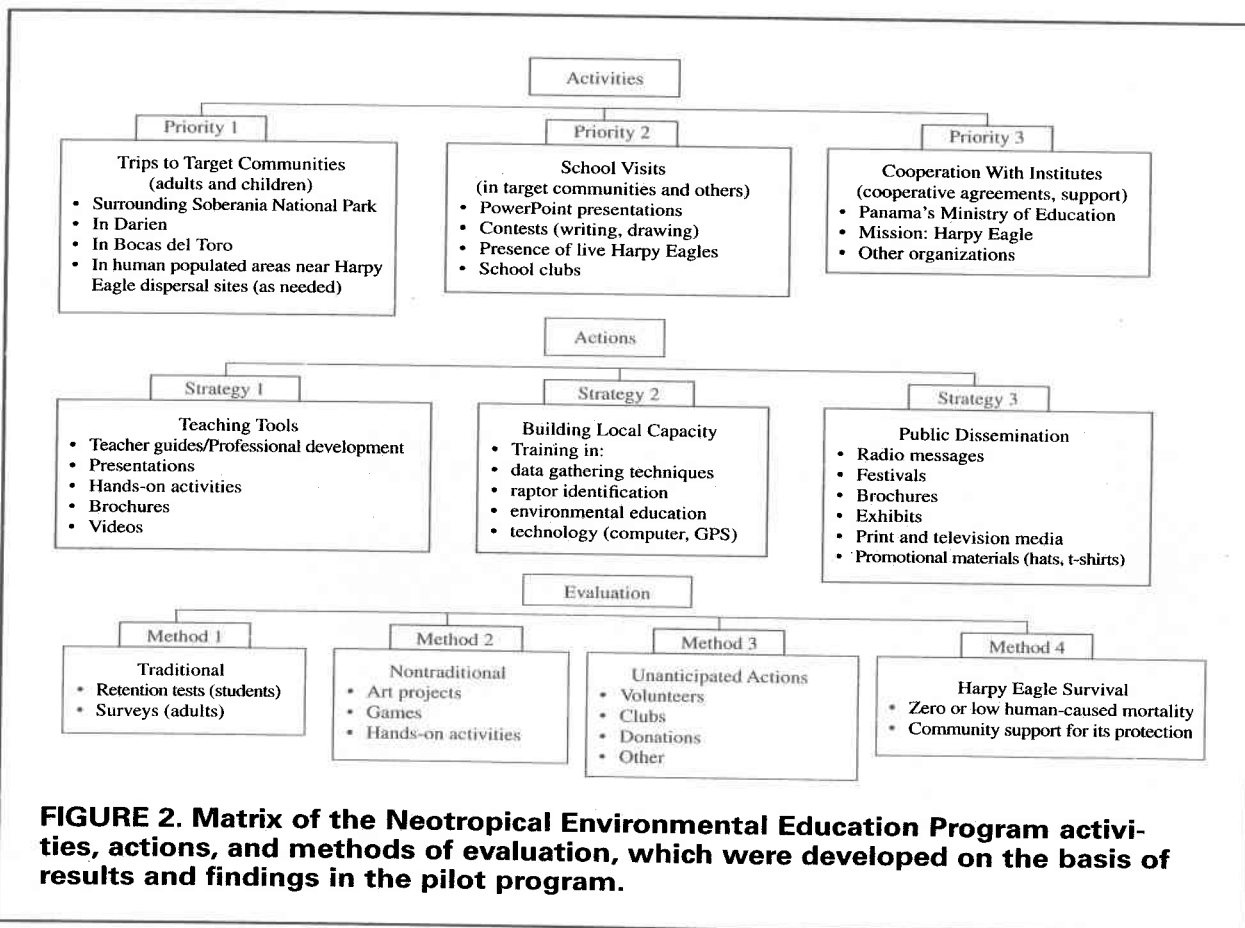 Activities
Priority 1
Trips to Target Communities
(adults and children)
• Surrounding Soberania National Park
• In Darien
• In Bocas del Toro
• In human populated areas near Harpy
Eagle dispersal sites (as needed)
Priority 2
School Visits
(in target communities and others)
• PowerPoint presentations
• Contests (writing, drawing)
• Presence of live Harpy Eagles
• School clubs
Priority 3
Cooperation With Institutes
(cooperative agreements, support)
• Panama's Ministry of Education
• Mission: Harpy Eagle
• Other organizations
Actions
Strategy 1
Teaching Tools
• Teacher guides/Professional development
• Presentations
• Hands-on activities
• Brochures
• Videos
Strategy 2
Building Local Capacity
• Training in:
• data gathering techniques
• raptor identification
• environmental education
• technology (computer, GPS)
Strategy 3
Public Dissemination
• Radio messages
• Festivals
• Brochures
• Exhibits
• Print and television media
• Promotional materials (hats, t-shirts)
Evaluation
Method 1
Traditional
• Retention tests (students)
• Surveys (adults)
Method 2
Nontraditional
• Art projects
• Games
• Hands-on activities
Method 3
Unanticipated Actions
• Volunteers
• Clubs
• Donations
• Other
Method 4
Harpy Eagle Survival
• Zero or low human-caused mortality
• Community support for its protection
FIGURE 2. Matrix of the Neotropical Environmental Education Program activi-
ties, actions, and methods of evaluation, which were developed on the basis of
results and findings in the pilot program.